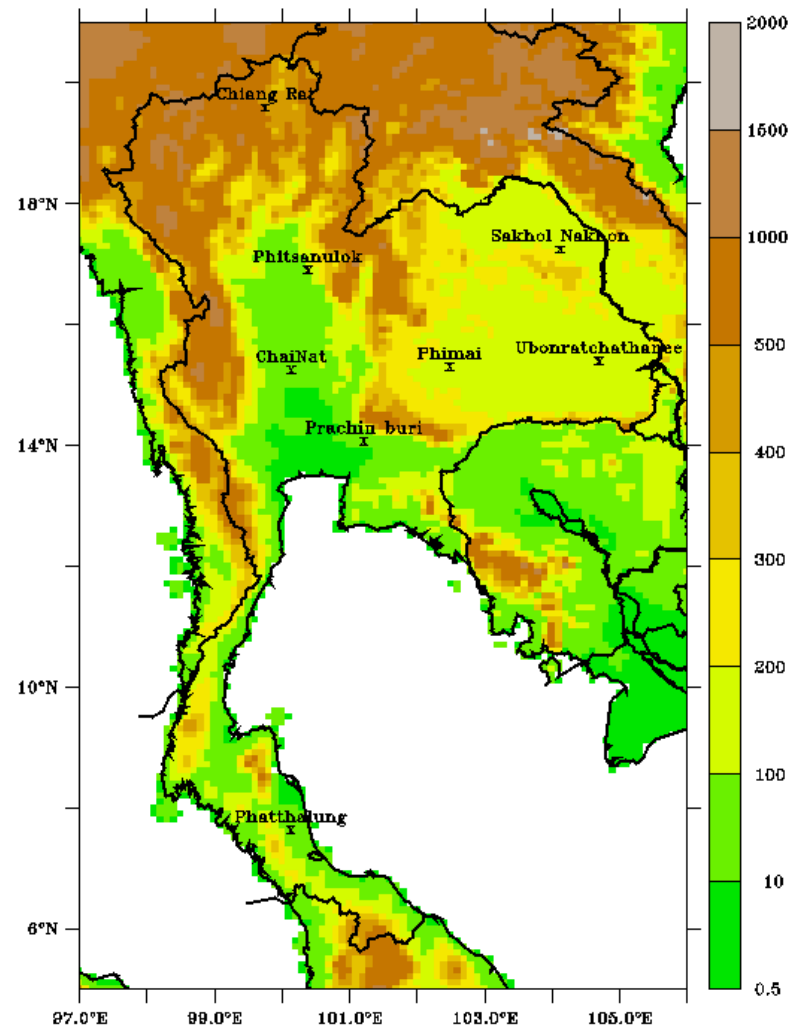 2000
Chiang Rai
1500
18°N
Sakhol Nakhon
1000
Phitsanulok
500
ChaiNat
Phimai
Ubonratchathanee
Prachin buri
14°N
400
300
200
10°N
100
Phatthalung
10
6°N
0.5
97.0°E
99.0°E
101.0°E
103.0°E
105.0°E